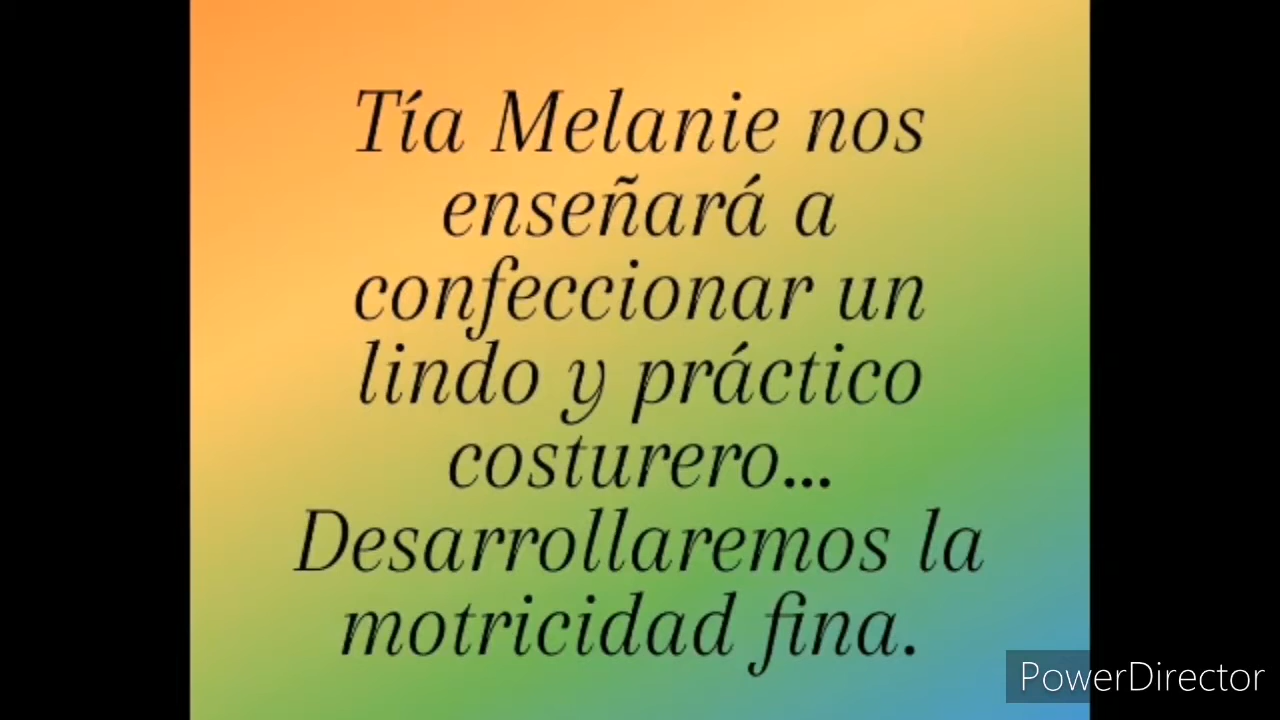 Tía Melanie nos
enseñará a
confeccionar un
lindo y práctico
costurero...
Desarrollaremos la
motricidad fina.
PowerDirector